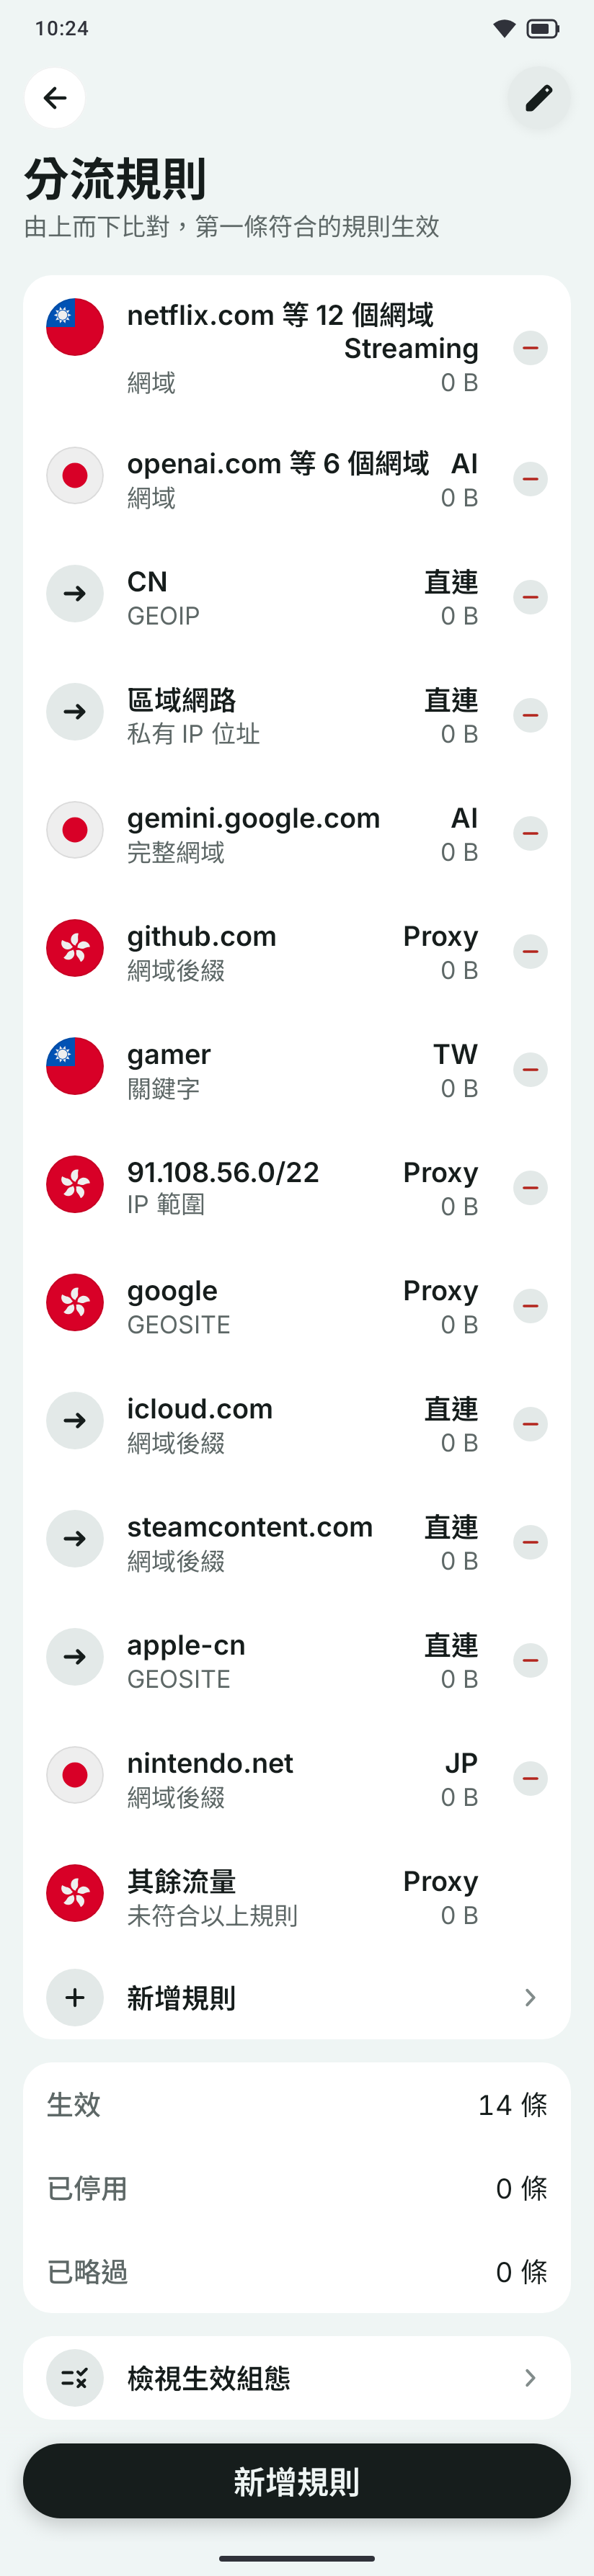 10:24
分流規則
由上而下比對，第一條符合的規則生效
netflix.com 等 12 個網域
Streaming
網域 0 B
openai.com 等 6 個網域 AI
網域 0 B
CN 直連
GEOIP 0 B
區域網路 直連
私有 IP 位址 0 B
gemini.google.com AI
完整網域 0 B
github.com Proxy
網域後綴 0 B
gamer TW
關鍵字 0 B
91.108.56.0/22 Proxy
IP 範圍 0 B
google Proxy
GEOSITE 0 B
icloud.com 直連
網域後綴 0 B
steamcontent.com 直連
網域後綴 0 B
apple-cn 直連
GEOSITE 0 B
nintendo.net JP
網域後綴 0 B
其餘流量 Proxy
未符合以上規則 0 B
新增規則
生效 14 條
已停用 0 條
已略過 0 條
檢視生效組態
新增規則